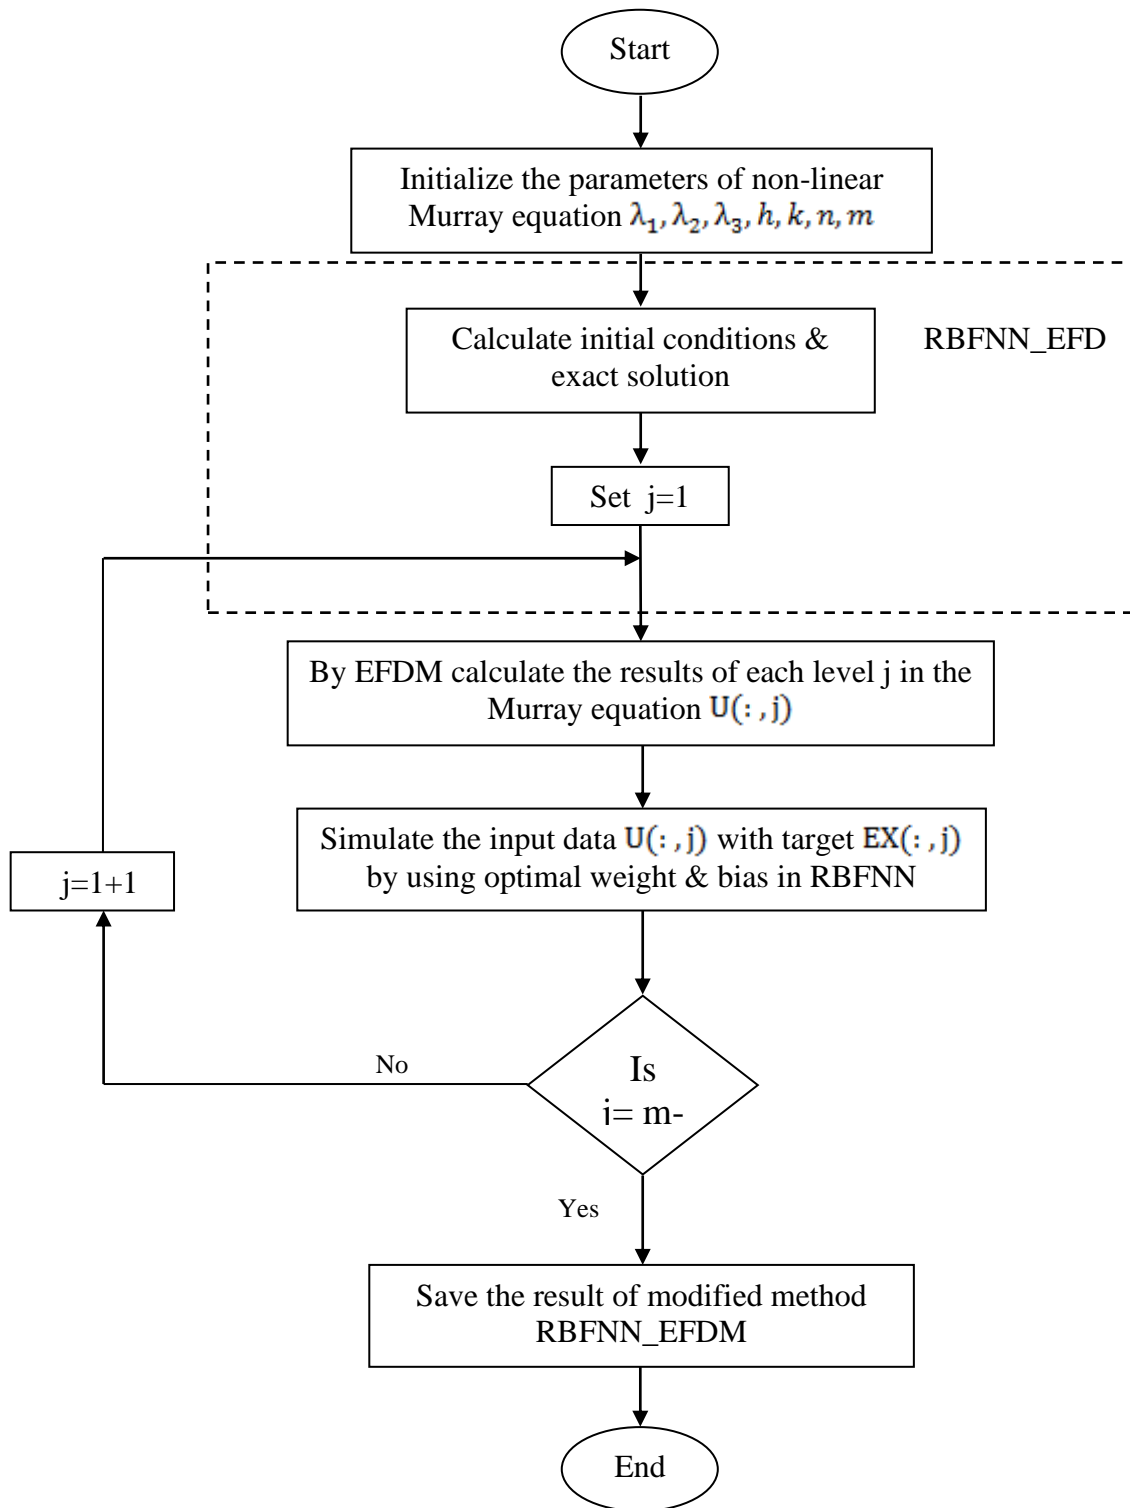 Start
Initialize the parameters of non-linear
Murray equation λ₁, λ₂, λ₃, h, k, n, m
Calculate initial conditions &
exact solution
RBFNN_EFD
Set j=1
By EFDM calculate the results of each level j in the
Murray equation U(:,j)
Simulate the input data U(:,j) with target EX(:,j)
by using optimal weight & bias in RBFNN
j=1+1
No
Is
j= m-
Yes
Save the result of modified method
RBFNN_EFDM
End